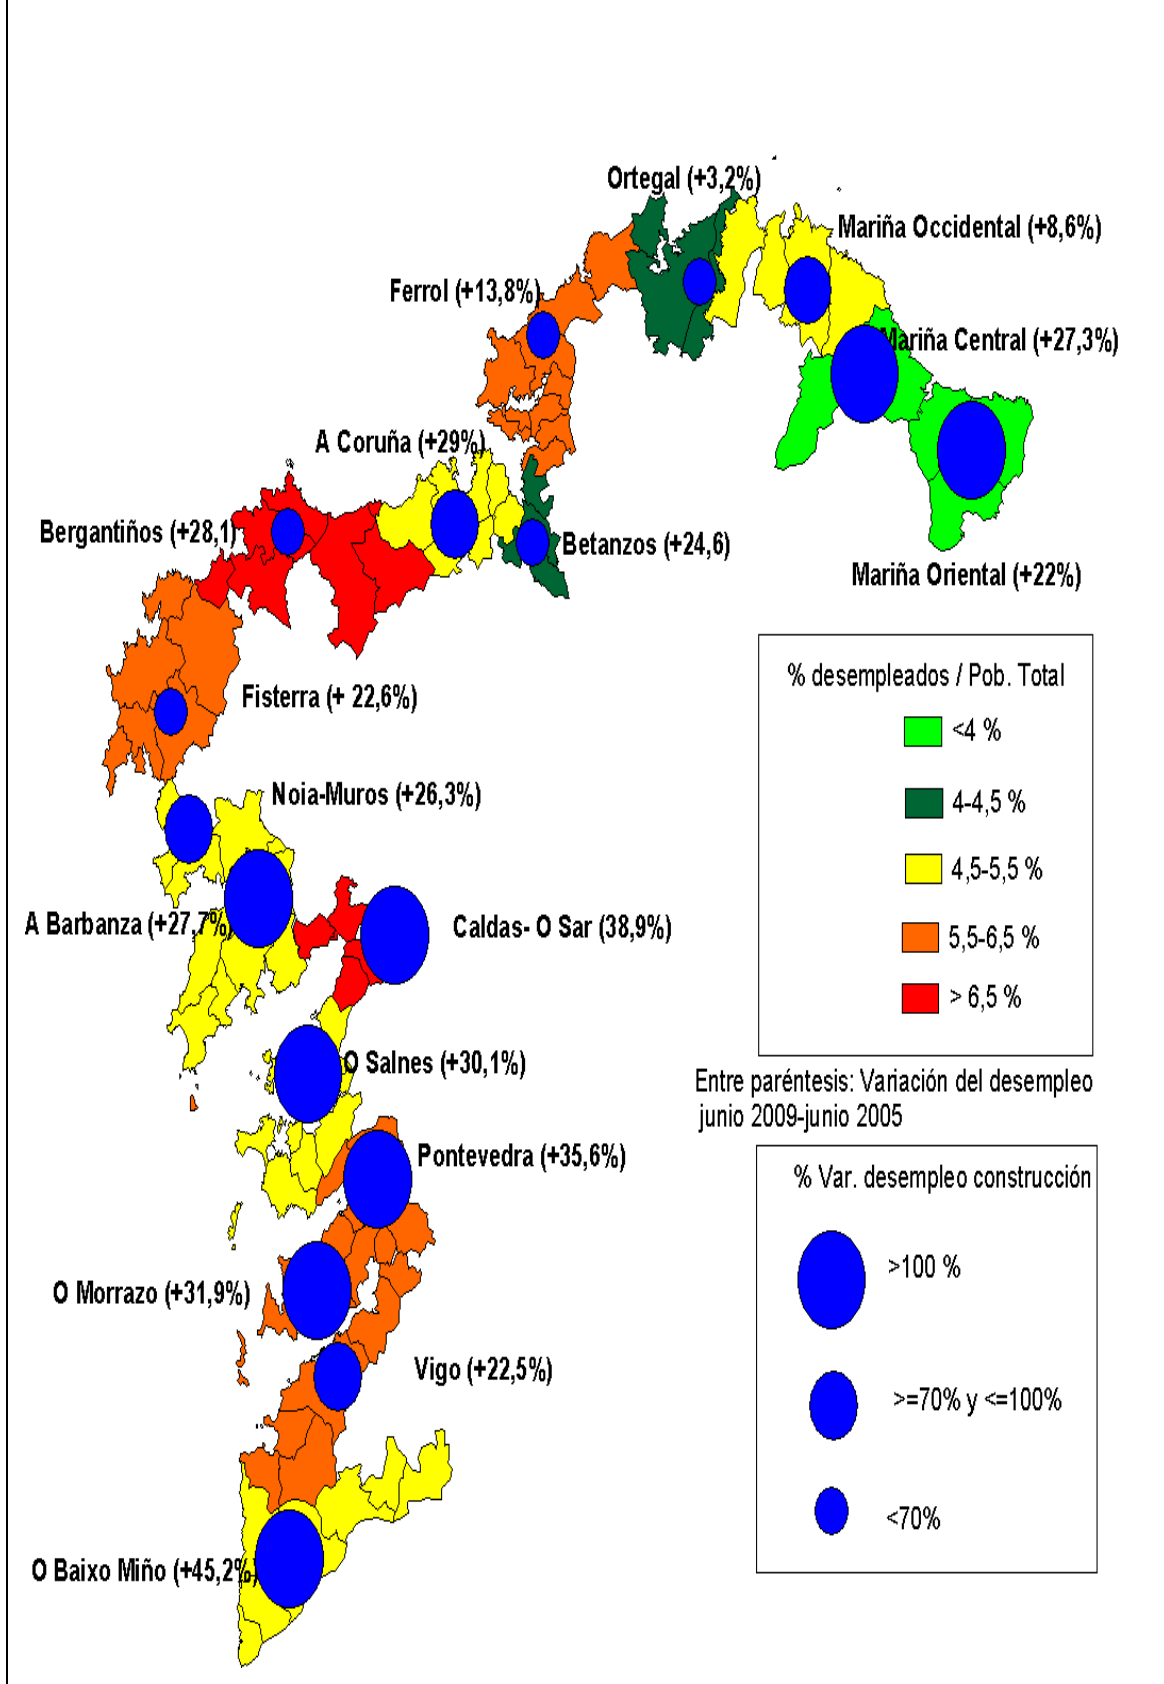 Ortegal (+3,2%)
Mariña Occidental (+8,6%)
Ferrol (+13,8%)
Mariña Central (+27,3%)
A Coruña (+29%)
Bergantiños (+28,1)
Betanzos (+24,6)
Mariña Oriental (+22%)
Fisterra (+ 22,6%)
Noia-Muros (+26,3%)
A Barbanza (+27,7%)
Caldas- O Sar (38,9%)
O Salnes (+30,1%)
Pontevedra (+35,6%)
O Morrazo (+31,9%)
Vigo (+22,5%)
O Baixo Miño (+45,2%)
% desempleados / Pob. Total
<4 %
4-4,5 %
4,5-5,5 %
5,5-6,5 %
> 6,5 %
Entre paréntesis: Variación del desempleo
junio 2009-junio 2005
% Var. desempleo construcción
>100 %
>=70% y <=100%
<70%